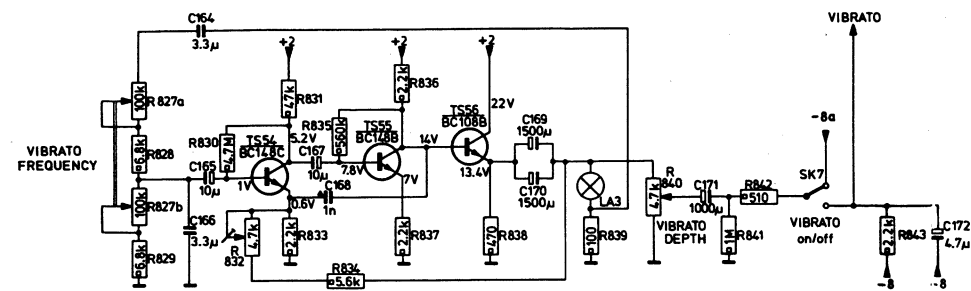 C164
3.3μ
VIBRATO
+2
+2
+2
R827a
100k
R831
47k
R836
2.2k
R830
4.7M
R835
560k
22V
C169
1500μ
VIBRATO
FREQUENCY
R828
6.8k
5.2V
TS54
BC148C
C167
10μ
TS55
BC148B
14V
TS56
BC108B
-8a
C165
10μ
1V
7.8V
13.4V
C170
1500μ
LA3
R
840
4.7k
C171
1000μ
R842
510
SK7
R827b
100k
0.6V
C168
1n
7V
VIBRATO
DEPTH
VIBRATO
on/off
C166
3.3μ
R829
6.8k
R
832
4.7k
R833
2.2k
R837
2.2k
R838
470
R839
100
R841
1M
R843
2.2k
C172
4.7μ
R834
5.6k
-8
-8